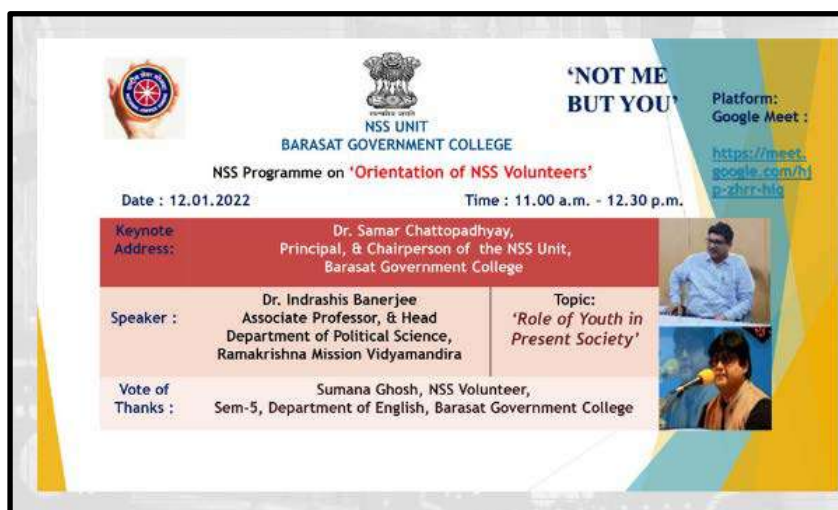 ‘NOT ME
BUT YOU’
Platform:
Google Meet :
https://meet.
google.com/hj
p-zhrr-hiq
NSS UNIT
BARASAT GOVERNMENT COLLEGE
NSS Programme on ‘Orientation of NSS Volunteers’
Date : 12.01.2022
Time : 11.00 a.m. - 12.30 p.m.
Keynote
Address:
Dr. Samar Chattopadhyay,
Principal, & Chairperson of the NSS Unit,
Barasat Government College
Speaker :
Dr. Indrashis Banerjee
Associate Professor, & Head
Department of Political Science,
Ramakrishna Mission Vidyamandira
Topic:
‘Role of Youth in
Present Society’
Vote of
Thanks :
Sumana Ghosh, NSS Volunteer,
Sem-5, Department of English, Barasat Government College